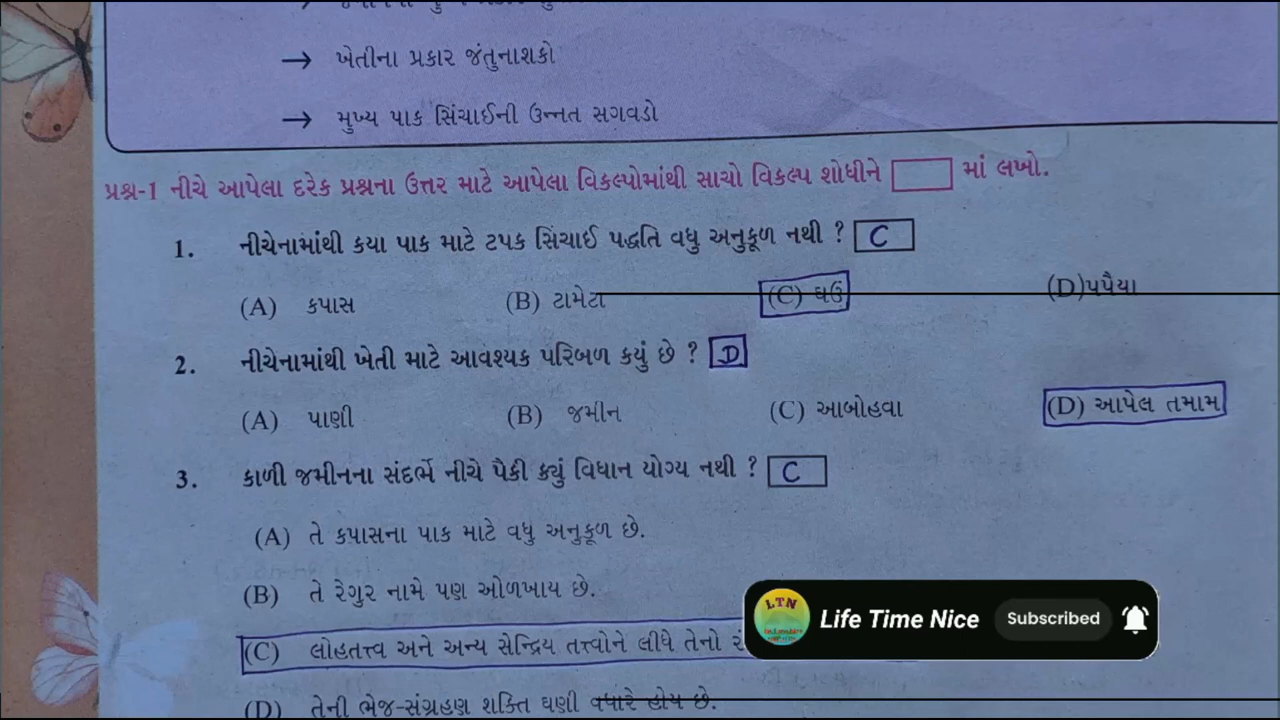 → ખેતીના પ્રકાર જંતુનાશકો
→ મુખ્ય પાક સિંચાઈની ઉન્નત સગવડો
પ્રશ્ન-1 નીચે આપેલા દરેક પ્રશ્નના ઉત્તર માટે આપેલા વિકલ્પોમાંથી સાચો વિકલ્પ શોધીને માં લખો.
1. નીચેનામાંથી કયા પાક માટે ટપક સિંચાઈ પદ્ધતિ વધુ અનુકૂળ નથી ? C
(A) કપાસ (B) ટામેટા (C) ઘઉં (D)પપૈયા
2. નીચેનામાંથી ખેતી માટે આવશ્યક પરિબળ કયું છે ? D
(A) પાણી (B) જમીન (C) આબોહવા (D) આપેલ તમામ
3. કાળી જમીનના સંદર્ભે નીચે પૈકી ક્યું વિધાન યોગ્ય નથી ? C
(A) તે કપાસના પાક માટે વધુ અનુકૂળ છે.
(B) તે રેગુર નામે પણ ઓળખાય છે.
(C) લોહતત્ત્વ અને અન્ય સેન્દ્રિય તત્ત્વોને લીધે તેનો
(D) તેની ભેજ-સંગ્રહણ શક્તિ ઘણી વધારે હોય છે.
LTN
Life Time Nice Subscribed